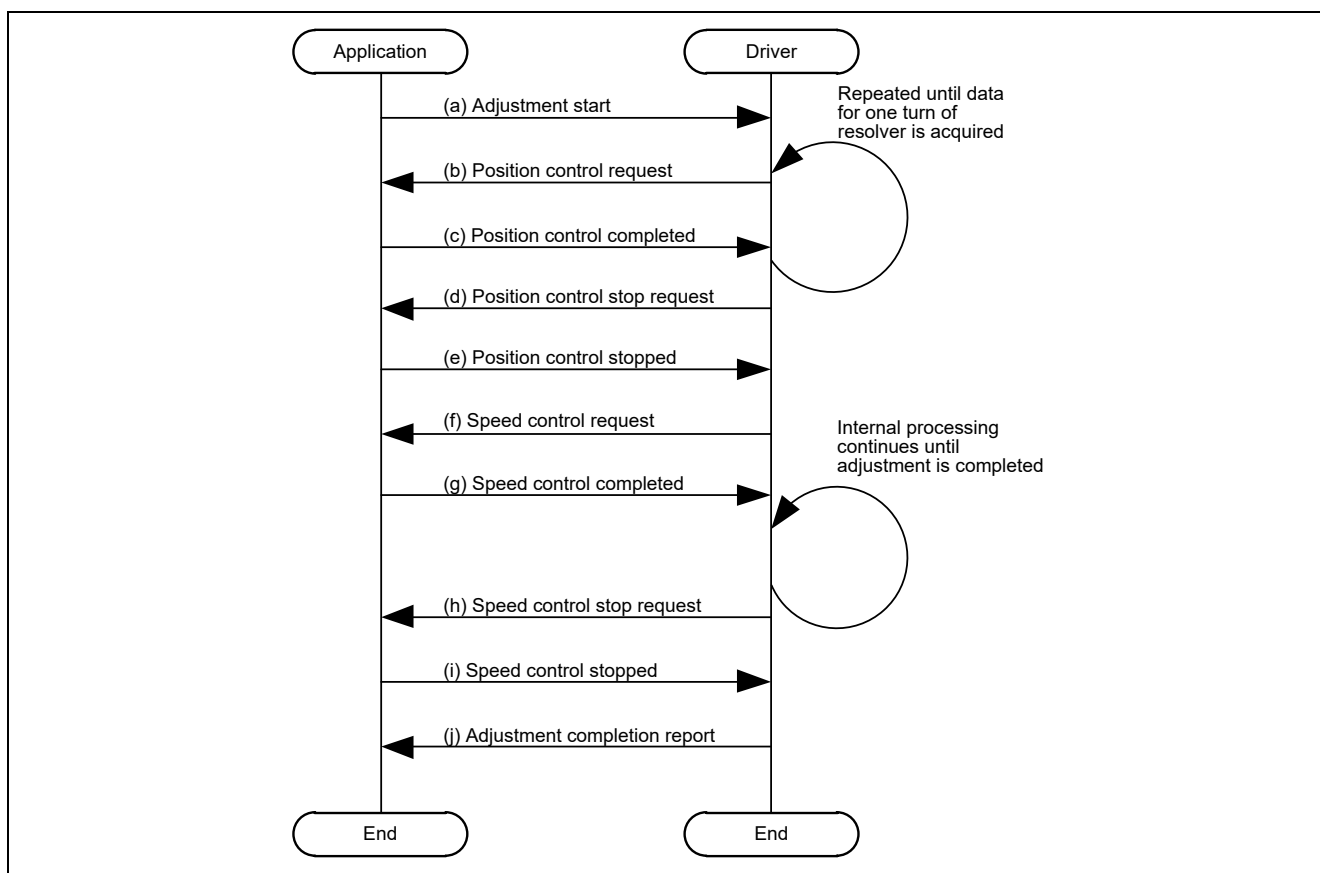 Application
Driver
Repeated until data
for one turn of
resolver is acquired
(a) Adjustment start
(b) Position control request
(c) Position control completed
(d) Position control stop request
(e) Position control stopped
(f) Speed control request
Internal processing
continues until
adjustment is completed
(g) Speed control completed
(h) Speed control stop request
(i) Speed control stopped
(j) Adjustment completion report
End
End